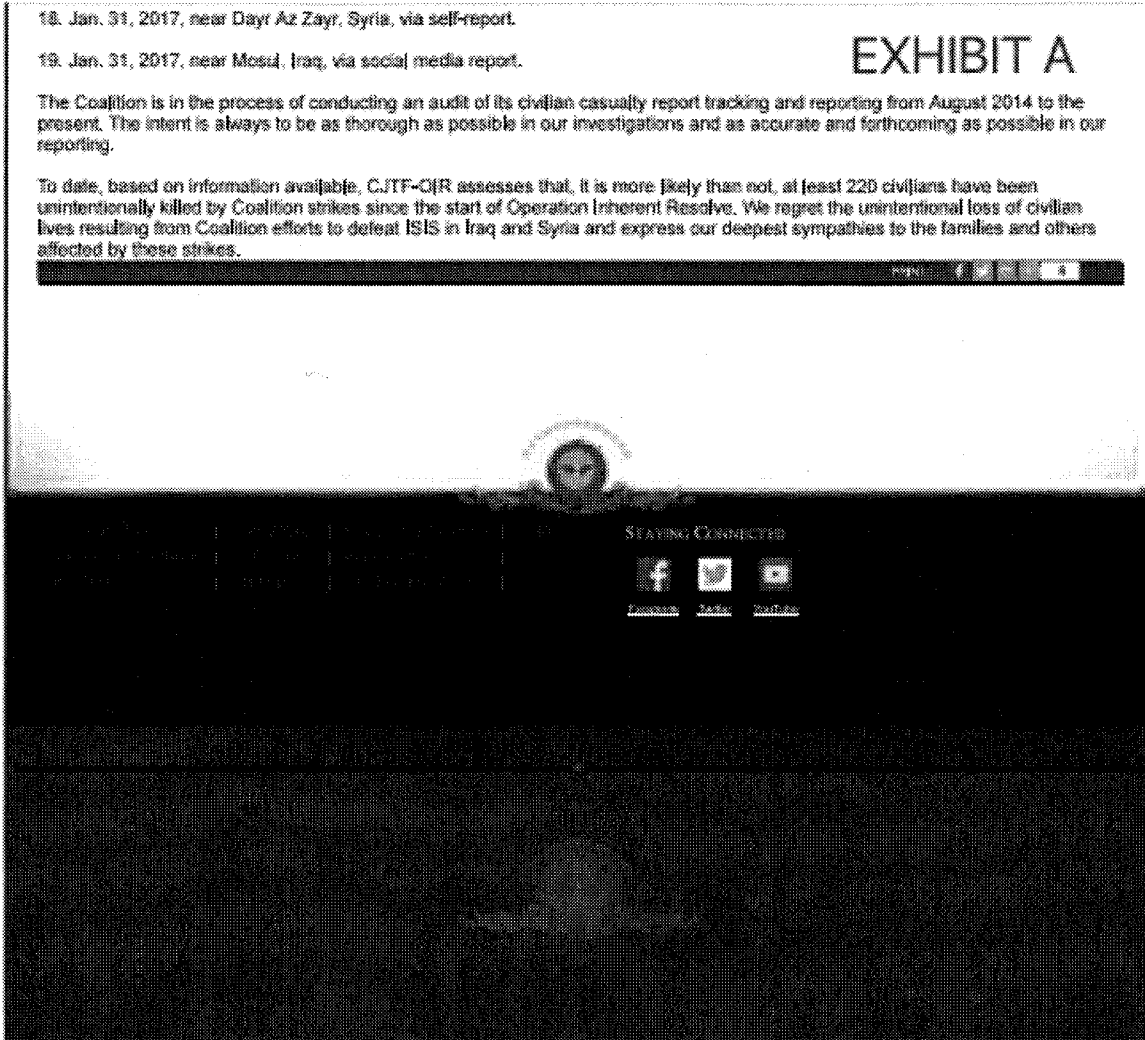 18. Jan. 31, 2017, near Dayr Az Zayr, Syria, via self-report.
EXHIBIT A
19. Jan. 31, 2017, near Mosul, Iraq, via social media report.
The Coalition is in the process of conducting an audit of its civilian casualty report tracking and reporting from August 2014 to the
present. The intent is always to be as thorough as possible in our investigations and as accurate and forthcoming as possible in our
reporting.
To date, based on information available, CJTF-OIR assesses that, it is more likely than not, at least 220 civilians have been
unintentionally killed by Coalition strikes since the start of Operation Inherent Resolve. We regret the unintentional loss of civilian
lives resulting from Coalition efforts to defeat ISIS in Iraq and Syria and express our deepest sympathies to the families and others
affected by these strikes.
STAYING CONNECTED
Facebook Twitter YouTube